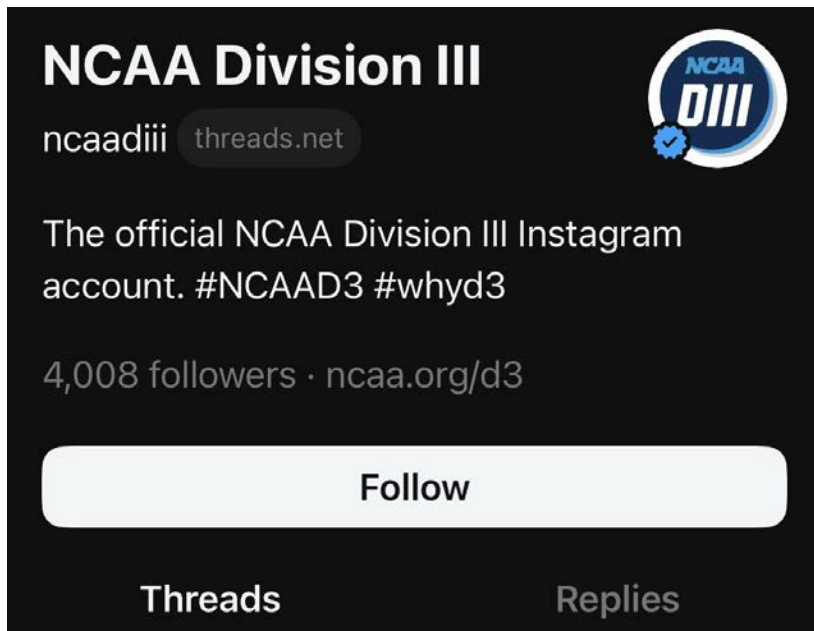 NCAA Division III
NCAA
DIII
ncaadiii threads.net
The official NCAA Division III Instagram
account. #NCAAD3 #whyd3
4,008 followers · ncaa.org/d3
Follow
Threads Replies